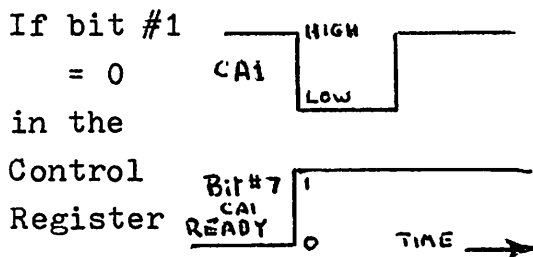 If bit #1
= 0
in the
Control
Register
HIGH
CA1
LOW
Bit #7
CA1
READY
1
0
TIME